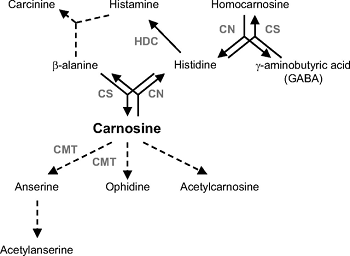 Carcinine Histamine Homocarnosine
HDC CN CS
β-alanine Histidine γ-aminobutyric acid
(GABA)
CS CN
Carnosine
CMT
CMT
Anserine Ophidine Acetylcarnosine
Acetylanserine